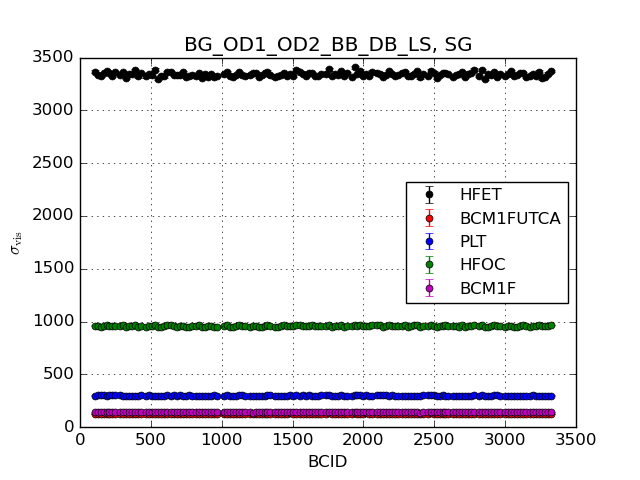 BG_OD1_OD2_BB_DB_LS, SG
3500
3000
2500
2000
1500
1000
500
0
σvis
HFET
BCM1FUTCA
PLT
HFOC
BCM1F
0 500 1000 1500 2000 2500 3000 3500
BCID